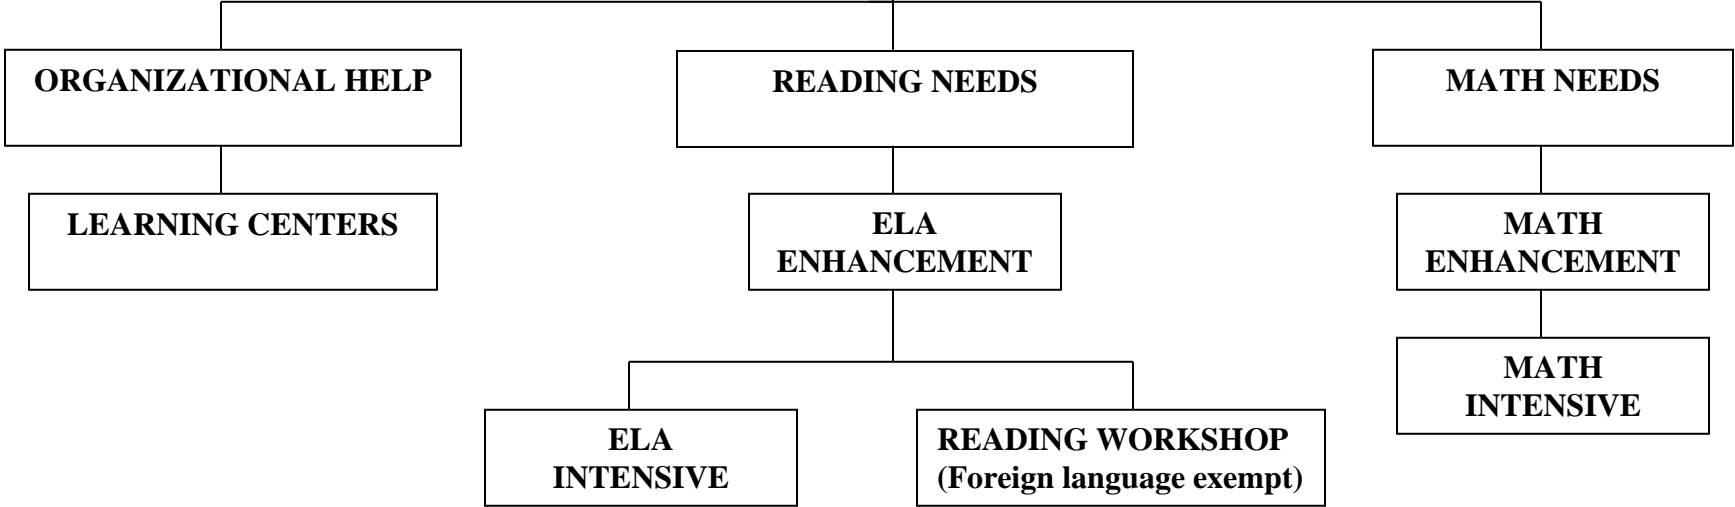 ORGANIZATIONAL HELP
READING NEEDS
MATH NEEDS
LEARNING CENTERS
ELA
ENHANCEMENT
MATH
ENHANCEMENT
MATH
INTENSIVE
ELA
INTENSIVE
READING WORKSHOP
(Foreign language exempt)